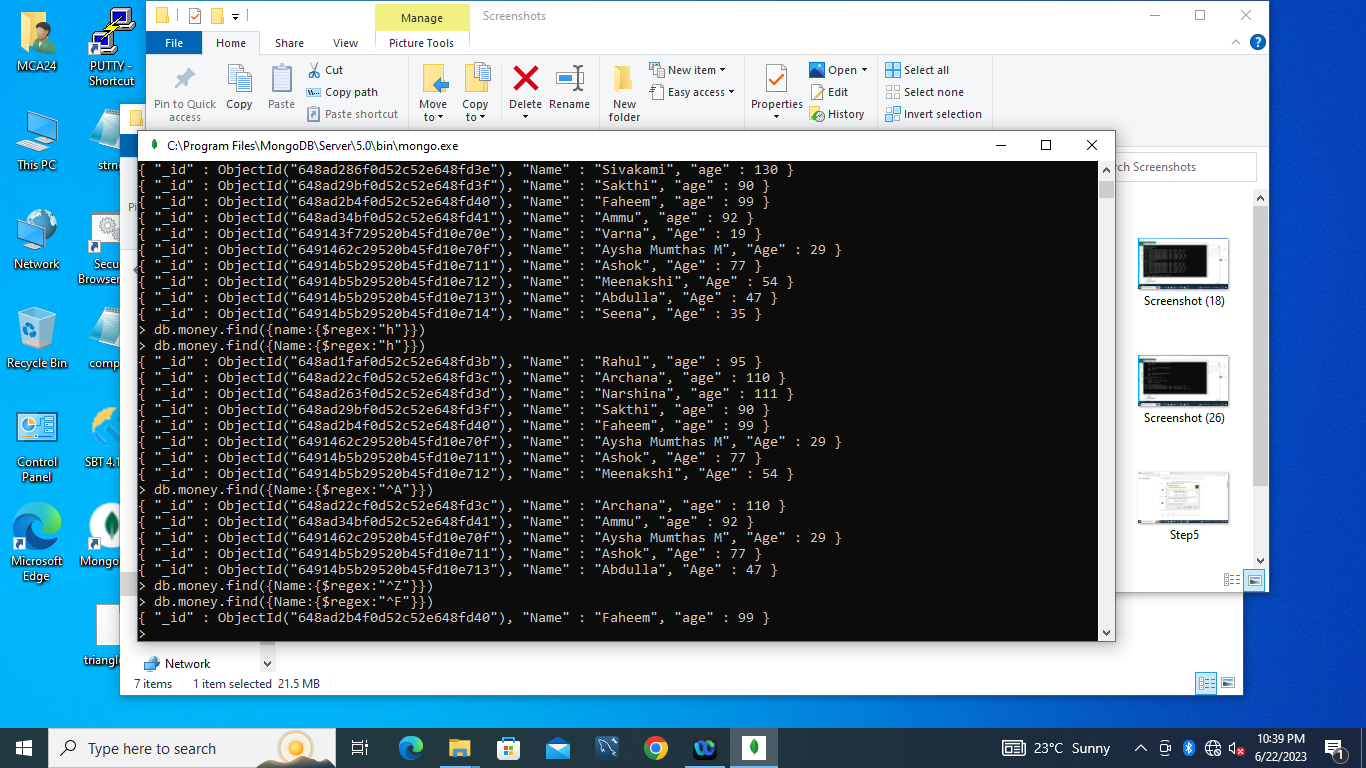 MCA24
PUTTY -
Shortcut
This PC
strng
Network
Secu
Browser
Recycle Bin
comp
Control
Panel
SBT 4.1
Microsoft
Edge
Mongo
triangl
Manage
Screenshots
File
Home
Share
View
Picture Tools
Pin to Quick
access
Copy
Paste
Cut
Copy path
Paste shortcut
Move
to
Copy
to
Delete
Rename
New
folder
New item
Easy access
Properties
Open
Edit
History
Select all
Select none
Invert selection
rch Screenshots
Screenshot (18)
Screenshot (26)
Step5
Pi
C:\Program Files\MongoDB\Server\5.0\bin\mongo.exe
{ "_id" : ObjectId("648ad286f0d52c52e648fd3e"), "Name" : "Sivakami", "age" : 130 }
{ "_id" : ObjectId("648ad29bf0d52c52e648fd3f"), "Name" : "Sakthi", "age" : 90 }
{ "_id" : ObjectId("648ad2b4f0d52c52e648fd40"), "Name" : "Faheem", "age" : 99 }
{ "_id" : ObjectId("648ad34bf0d52c52e648fd41"), "Name" : "Ammu", "age" : 92 }
{ "_id" : ObjectId("649143f729520b45fd10e70e"), "Name" : "Varna", "Age" : 19 }
{ "_id" : ObjectId("6491462c29520b45fd10e70f"), "Name" : "Aysha Mumthas M", "Age" : 29 }
{ "_id" : ObjectId("64914b5b29520b45fd10e711"), "Name" : "Ashok", "Age" : 77 }
{ "_id" : ObjectId("64914b5b29520b45fd10e712"), "Name" : "Meenakshi", "Age" : 54 }
{ "_id" : ObjectId("64914b5b29520b45fd10e713"), "Name" : "Abdulla", "Age" : 47 }
{ "_id" : ObjectId("64914b5b29520b45fd10e714"), "Name" : "Seena", "Age" : 35 }
> db.money.find({name:{$regex:"h"}})
> db.money.find({Name:{$regex:"h"}})
{ "_id" : ObjectId("648ad1faf0d52c52e648fd3b"), "Name" : "Rahul", "age" : 95 }
{ "_id" : ObjectId("648ad22cf0d52c52e648fd3c"), "Name" : "Archana", "age" : 110 }
{ "_id" : ObjectId("648ad263f0d52c52e648fd3d"), "Name" : "Narshina", "age" : 111 }
{ "_id" : ObjectId("648ad29bf0d52c52e648fd3f"), "Name" : "Sakthi", "age" : 90 }
{ "_id" : ObjectId("648ad2b4f0d52c52e648fd40"), "Name" : "Faheem", "age" : 99 }
{ "_id" : ObjectId("6491462c29520b45fd10e70f"), "Name" : "Aysha Mumthas M", "Age" : 29 }
{ "_id" : ObjectId("64914b5b29520b45fd10e711"), "Name" : "Ashok", "Age" : 77 }
{ "_id" : ObjectId("64914b5b29520b45fd10e712"), "Name" : "Meenakshi", "Age" : 54 }
> db.money.find({Name:{$regex:"^A"}})
{ "_id" : ObjectId("648ad22cf0d52c52e648fd3c"), "Name" : "Archana", "age" : 110 }
{ "_id" : ObjectId("648ad34bf0d52c52e648fd41"), "Name" : "Ammu", "age" : 92 }
{ "_id" : ObjectId("6491462c29520b45fd10e70f"), "Name" : "Aysha Mumthas M", "Age" : 29 }
{ "_id" : ObjectId("64914b5b29520b45fd10e711"), "Name" : "Ashok", "Age" : 77 }
{ "_id" : ObjectId("64914b5b29520b45fd10e713"), "Name" : "Abdulla", "Age" : 47 }
> db.money.find({Name:{$regex:"^Z"}})
> db.money.find({Name:{$regex:"^F"}})
{ "_id" : ObjectId("648ad2b4f0d52c52e648fd40"), "Name" : "Faheem", "age" : 99 }
>
Network
7 items 1 item selected 21.5 MB
Type here to search
23°C Sunny
10:39 PM
6/22/2023
1